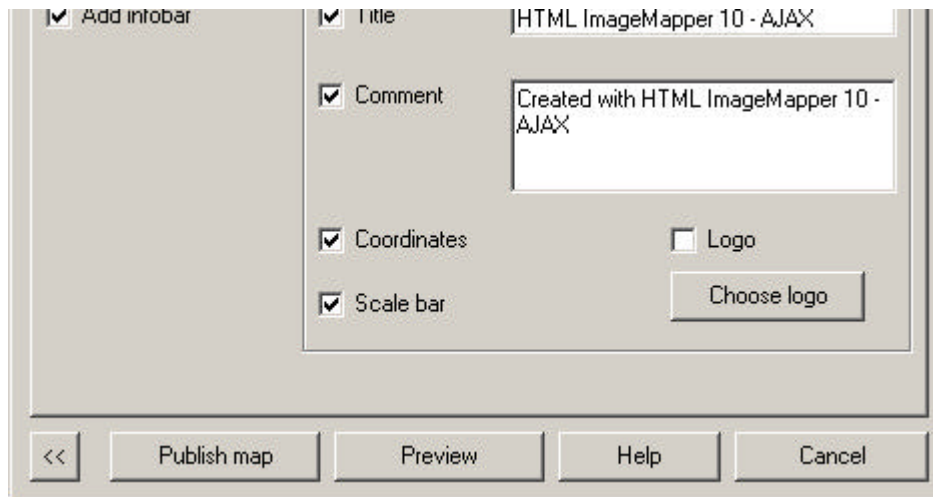 Add infobar
Title
HTML ImageMapper 10 - AJAX
Comment
Created with HTML ImageMapper 10 -
AJAX
Coordinates
Logo
Scale bar
Choose logo
<<
Publish map
Preview
Help
Cancel